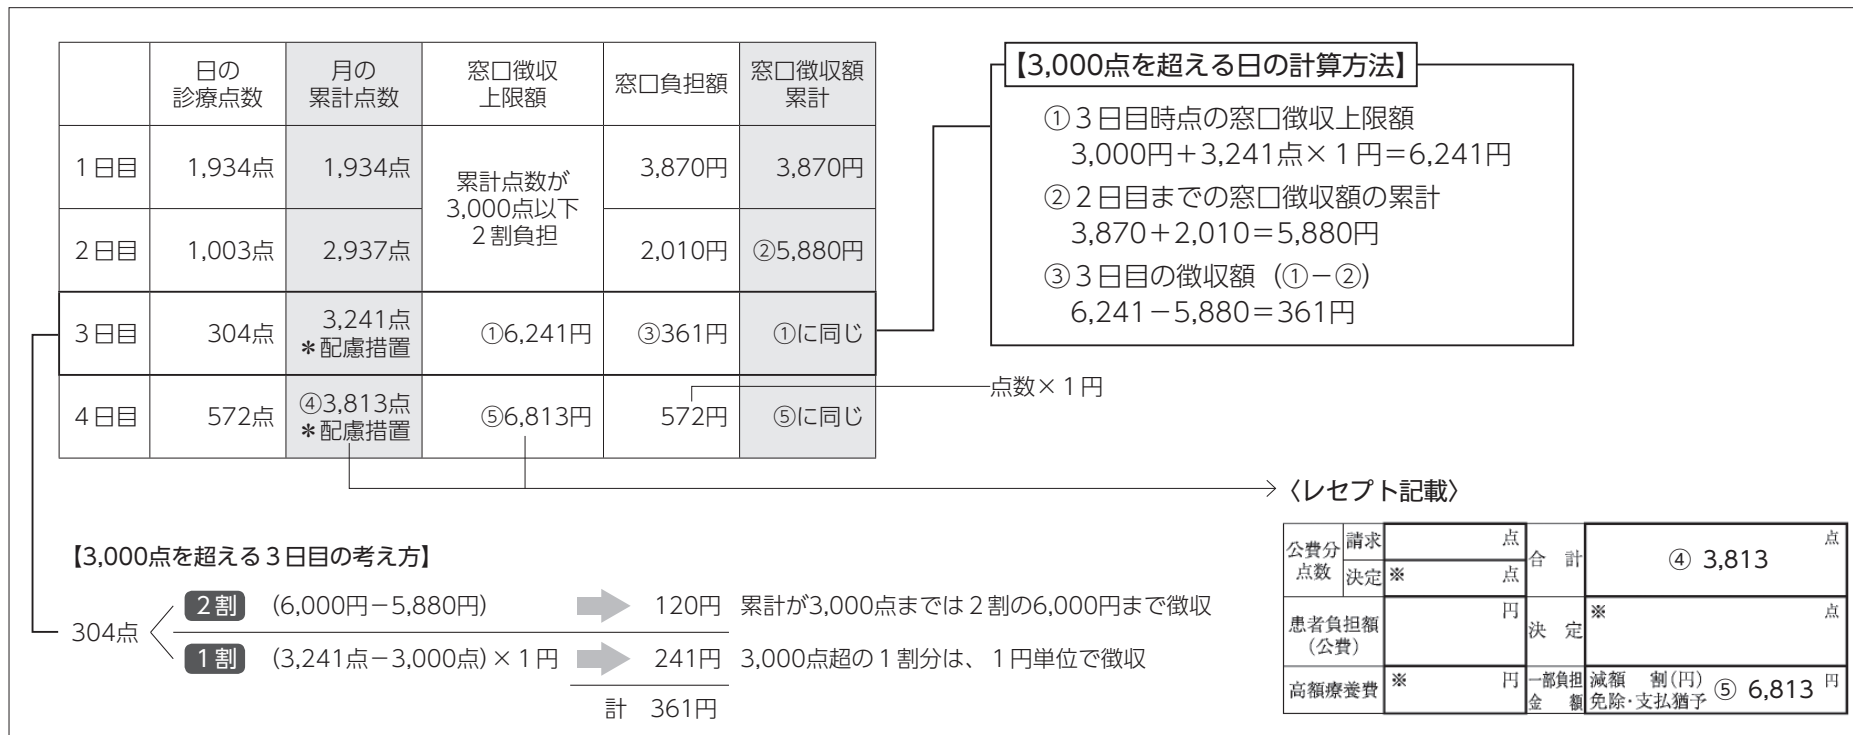 日の
診療点数
月の
累計点数
窓口徴収
上限額
窓口負担額
窓口徴収額
累計
1日目
1,934点
1,934点
累計点数が
3,000点以下
2割負担
3,870円
3,870円
2日目
1,003点
2,937点
2,010円
②5,880円
3日目
304点
3,241点
＊配慮措置
①6,241円
③361円
①に同じ
4日目
572点
④3,813点
＊配慮措置
⑤6,813円
572円
⑤に同じ
点数×1円
【3,000点を超える日の計算方法】
①3日目時点の窓口徴収上限額
3,000円＋3,241点×1円＝6,241円
②2日目までの窓口徴収額の累計
3,870＋2,010＝5,880円
③3日目の徴収額（①－②）
6,241－5,880＝361円
【3,000点を超える3日目の考え方】
304点
2割 （6,000円－5,880円） 120円 累計が3,000点までは2割の6,000円まで徴収
1割 （3,241点－3,000点）×1円 241円 3,000点超の1割分は、1円単位で徴収
計 361円
〈レセプト記載〉
公費分
点数
請求
点
決定
※
点
合 計
④ 3,813
点
患者負担額
（公費）
円
決 定
※
点
高額療養費
※
円
一部負担
金 額
減額 割(円)
免除・支払猶予
⑤ 6,813
円